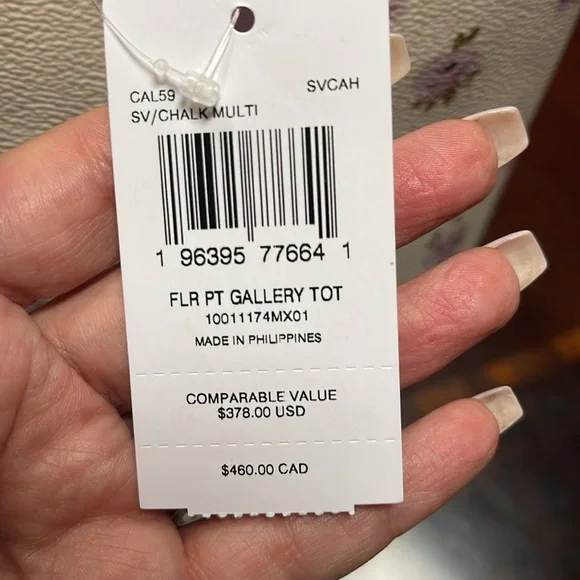 CAL59 SVCAH
SV/CHALK MULTI
1 96395 77664 1
FLR PT GALLERY TOT
10011174MX01
MADE IN PHILIPPINES
COMPARABLE VALUE
$378.00 USD
$460.00 CAD